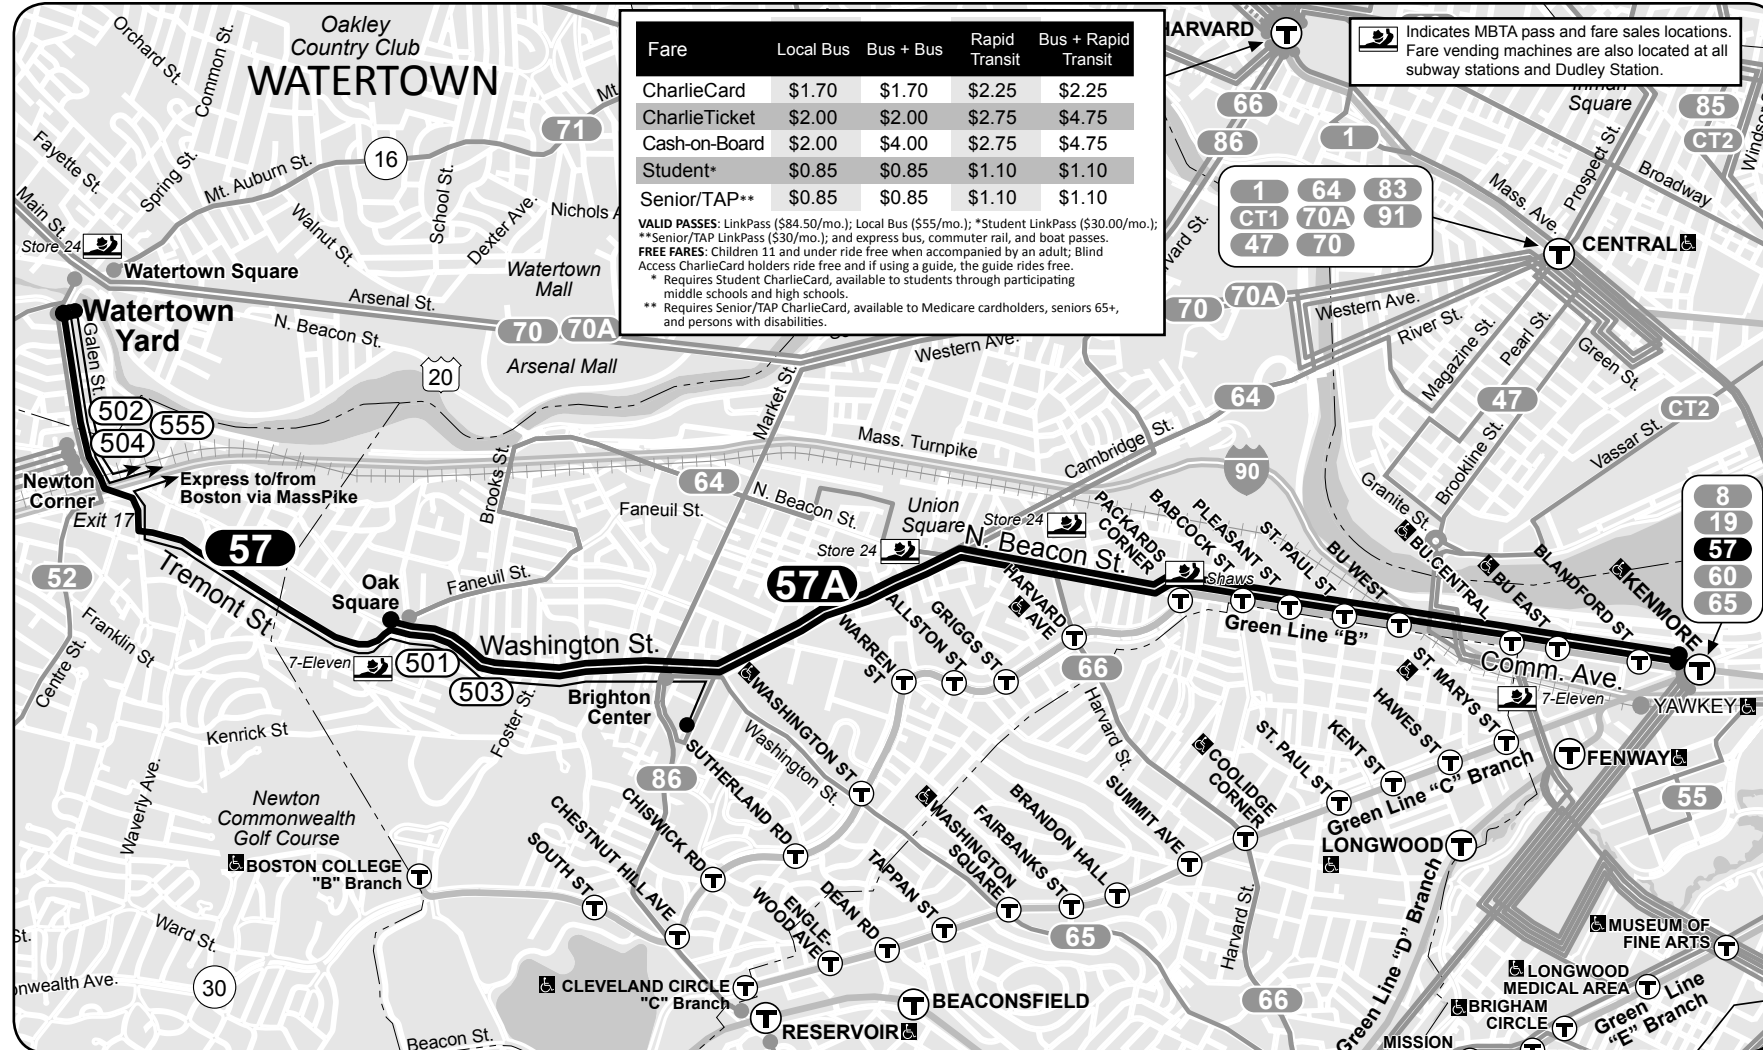 Oakley
Country Club
WATERTOWN
Orchard St.
Common St.
Fayette St.
Main St.
Spring St.
Mt. Auburn St.
16
71
Mt.
School St.
Walnut St.
Dexter Ave.
Nichols A
Store 24
Watertown Square
Watertown
Mall
Arsenal St.
Watertown
Yard
Galen St.
N. Beacon St.
70
70A
Arsenal Mall
20
Fare Local Bus Bus + Bus Rapid Transit Bus + Rapid Transit
CharlieCard $1.70 $1.70 $2.25 $2.25
CharlieTicket $2.00 $2.00 $2.75 $4.75
Cash-on-Board $2.00 $4.00 $2.75 $4.75
Student* $0.85 $0.85 $1.10 $1.10
Senior/TAP** $0.85 $0.85 $1.10 $1.10
VALID PASSES: LinkPass ($84.50/mo.); Local Bus ($55/mo.); *Student LinkPass ($30.00/mo.);
**Senior/TAP LinkPass ($30/mo.); and express bus, commuter rail, and boat passes.
FREE FARES: Children 11 and under ride free when accompanied by an adult; Blind
Access CharlieCard holders ride free and if using a guide, the guide rides free.
* Requires Student CharlieCard, available to students through participating
middle schools and high schools.
** Requires Senior/TAP CharlieCard, available to Medicare cardholders, seniors 65+,
and persons with disabilities.
HARVARD
T
Indicates MBTA pass and fare sales locations.
Fare vending machines are also located at all
subway stations and Dudley Station.
Square
66
86
1
85
CT2
Windsor
Prospect St.
Broadway
Mass. Ave.
1 64 83
CT1 70A 91
47 70
CENTRAL
T
vard St.
70
70A
Western Ave.
River St.
Magazine St.
Pearl St.
Green St.
Western Ave.
64
47
CT2
Vassar St.
Brookline St.
Granite St.
Market St.
Mass. Turnpike
Cambridge St.
90
502
504
555
Newton
Corner
Exit 17
Express to/from
Boston via MassPike
Brooks St.
64
Faneuil St.
N. Beacon St.
Union
Square
Store 24
Store 24
N. Beacon St.
57
57A
52
Tremont St.
Oak
Square
Faneuil St.
Washington St.
7-Eleven
501
503
Brighton
Center
Foster St.
Franklin St
Centre St.
Kenrick St
Waverly Ave.
PACKARDS
CORNER
BABCOCK ST
PLEASANT ST
ST. PAUL ST
BU WEST
BU CENTRAL
BU EAST
BLANDFORD ST
KENMORE
8
19
57
60
65
Shaws
Green Line “B”
Comm. Ave.
7-Eleven
YAWKEY
FENWAY
55
HARVARD
AVE
GRIGGS ST
ALLSTON ST
WARREN
ST
66
Harvard St.
WASHINGTON ST
Washington St.
86
SUTHERLAND RD
CHISWICK RD
CHESTNUT HILL AVE
SOUTH ST
BOSTON COLLEGE
"B" Branch
Newton
Commonwealth
Golf Course
Ward St.
St.
onwealth Ave.
30
Beacon St.
ST. MARYS ST
HAWES ST
KENT ST
ST. PAUL ST
COOLIDGE
CORNER
Green Line “C” Branch
SUMMIT AVE
BRANDON HALL
FAIRBANKS ST
WASHINGTON
SQUARE
TAPPAN ST
DEAN RD
ENGLE-
WOOD AVE
CLEVELAND CIRCLE
"C" Branch
RESERVOIR
BEACONSFIELD
65
66
Harvard St.
LONGWOOD
Green Line “D” Branch
MUSEUM OF
FINE ARTS
LONGWOOD
MEDICAL AREA
BRIGHAM
CIRCLE
MISSION
Green Line
“E” Branch